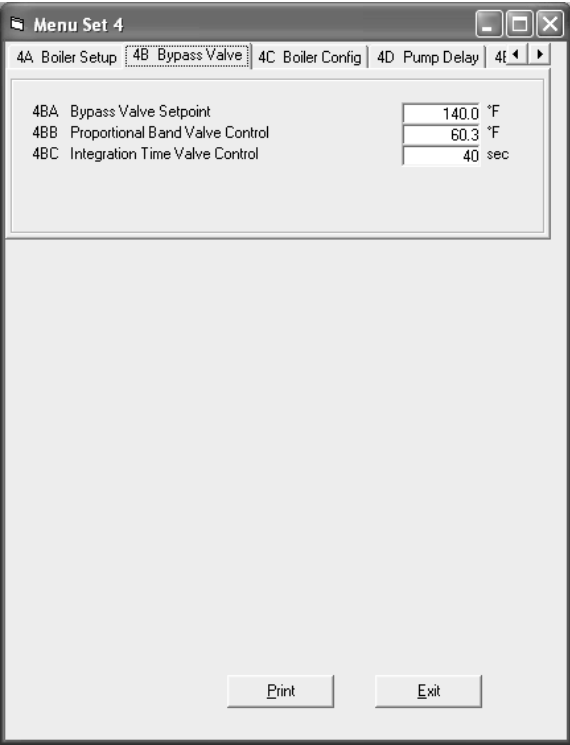 Menu Set 4
4A Boiler Setup 4B Bypass Valve 4C Boiler Config 4D Pump Delay
4BA Bypass Valve Setpoint 140.0 °F
4BB Proportional Band Valve Control 60.3 °F
4BC Integration Time Valve Control 40 sec
Print Exit